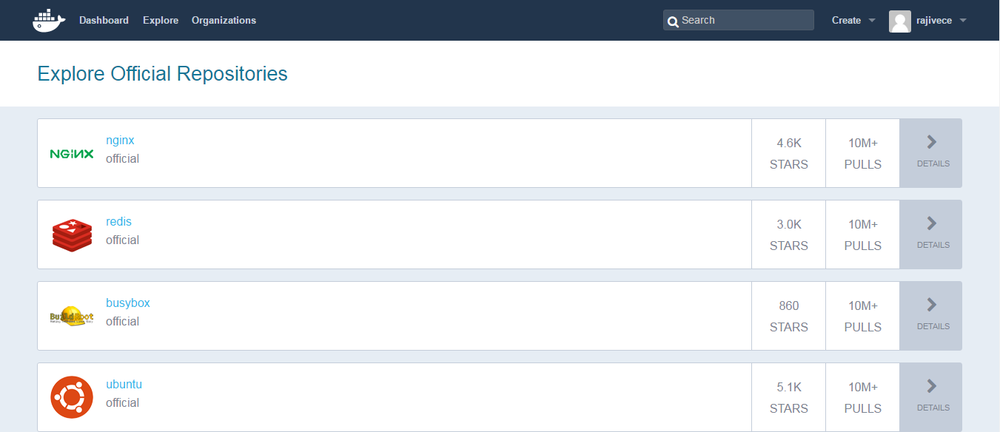 Dashboard Explore Organizations Search Create rajivece
Explore Official Repositories
NGINX nginx
official
4.6K
STARS
10M+
PULLS
DETAILS
redis
official
3.0K
STARS
10M+
PULLS
DETAILS
BuildRoot
busybox
official
860
STARS
10M+
PULLS
DETAILS
ubuntu
official
5.1K
STARS
10M+
PULLS
DETAILS